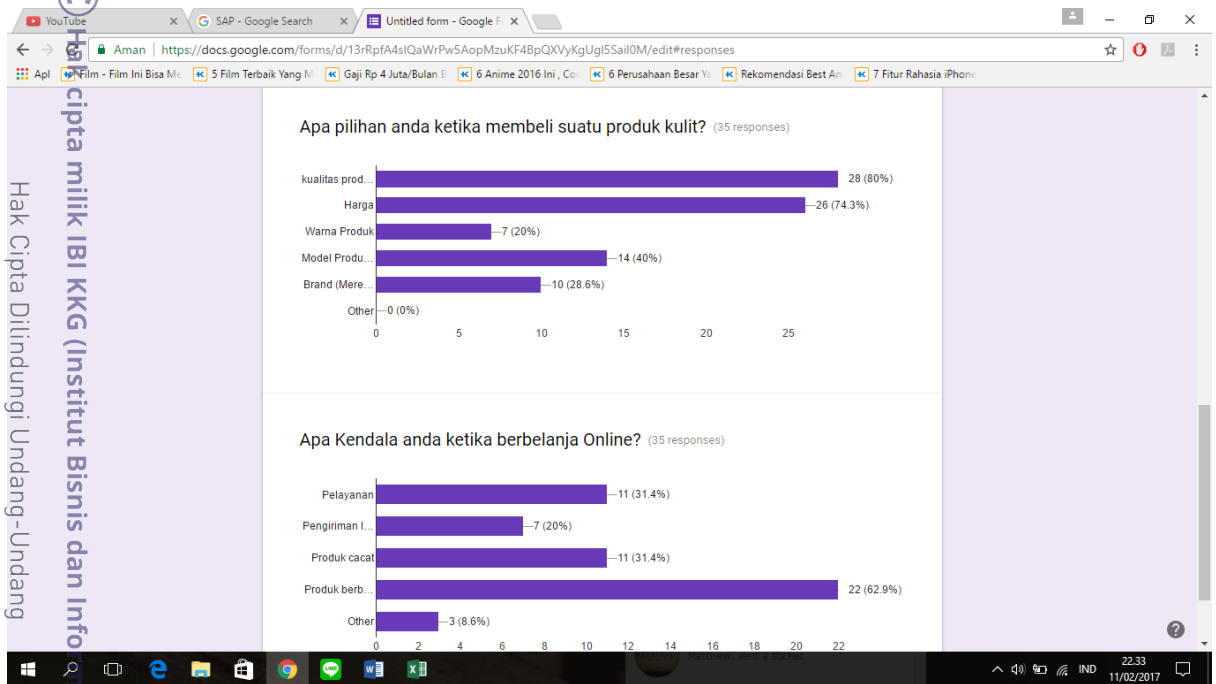 YouTube
SAP - Google Search
Untitled form - Google F
Aman | https://docs.google.com/forms/d/13rRpfA4slQaWrPw5AopMzuKF4BpQXVyKgUgI5Sail0M/edit#responses
Apl
Film - Film Ini Bisa Me
5 Film Terbaik Yang M
Gaji Rp 4 Juta/Bulan B
6 Anime 2016 Ini , Co
6 Perusahaan Besar Ya
Rekomendasi Best An
7 Fitur Rahasia iPhone
Hak cipta milik IBI KKG (Institut Bisnis dan Infor
Hak Cipta Dilindungi Undang-Undang
Apa pilihan anda ketika membeli suatu produk kulit? (35 responses)
kualitas prod... 28 (80%)
Harga 26 (74.3%)
Warna Produk 7 (20%)
Model Produ... 14 (40%)
Brand (Mere... 10 (28.6%)
Other 0 (0%)
0 5 10 15 20 25
Apa Kendala anda ketika berbelanja Online? (35 responses)
Pelayanan 11 (31.4%)
Pengiriman l... 7 (20%)
Produk cacat 11 (31.4%)
Produk berb... 22 (62.9%)
Other 3 (8.6%)
0 2 4 6 8 10 12 14 16 18 20 22
Matthew. sent a sticker.
LINE
IND
22.33
11/02/2017